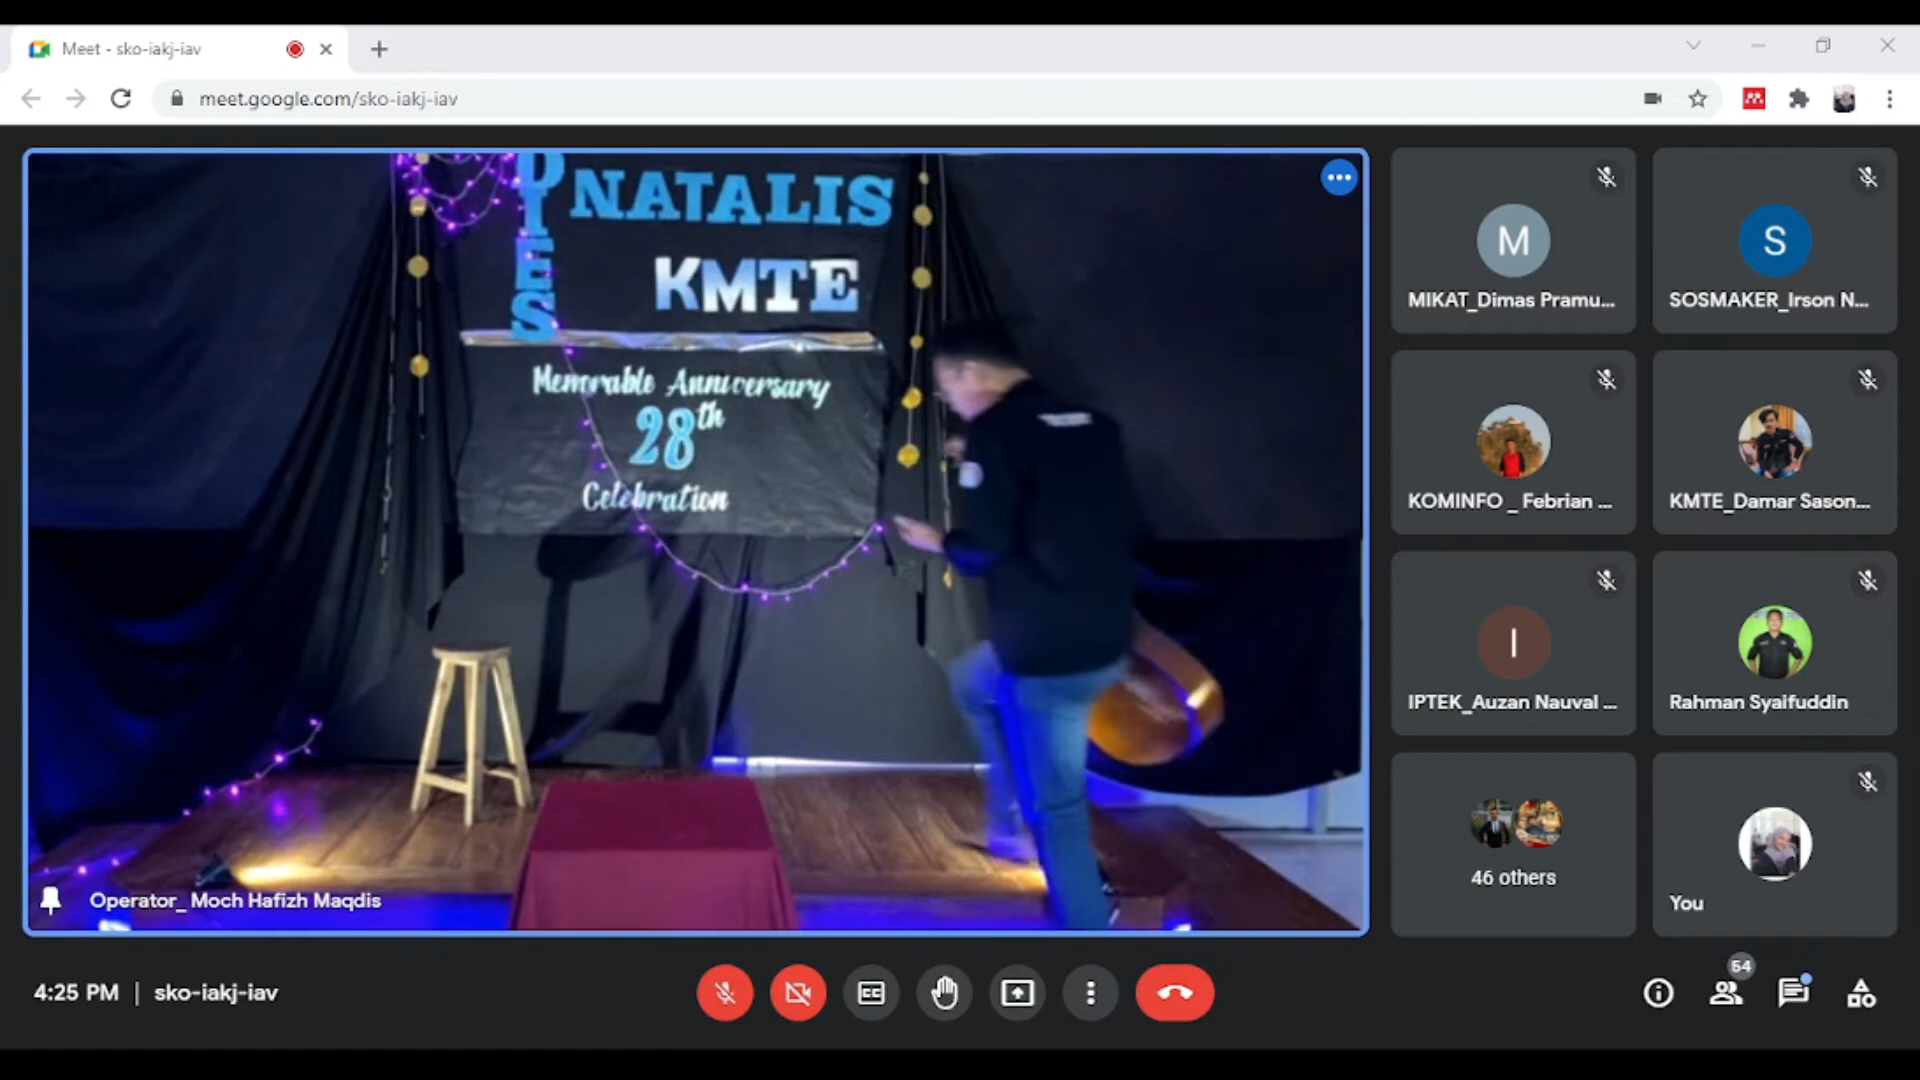 Meet - sko-iakj-iav
meet.google.com/sko-iakj-iav
DIES
NATALIS
KMTE
Memorable Anniversary
28th
Celebration
Operator_ Moch Hafizh Maqdis
M
MIKAT_Dimas Pramu...
S
SOSMAKER_Irson N...
KOMINFO _ Febrian ...
KMTE_Damar Sason...
I
IPTEK_Auzan Nauval ...
Rahman Syaifuddin
46 others
You
4:25 PM | sko-iakj-iav
CC
54